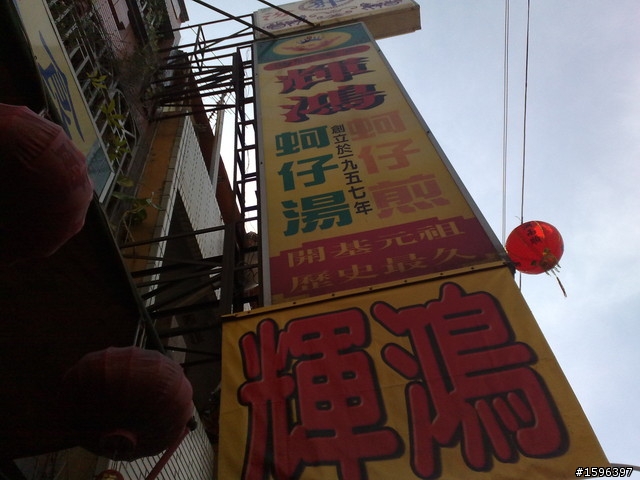 輝鴻
蚵仔煎
創立於一九五七年
蚵仔湯
開基元祖
歷史最久
輝鴻
#1596397